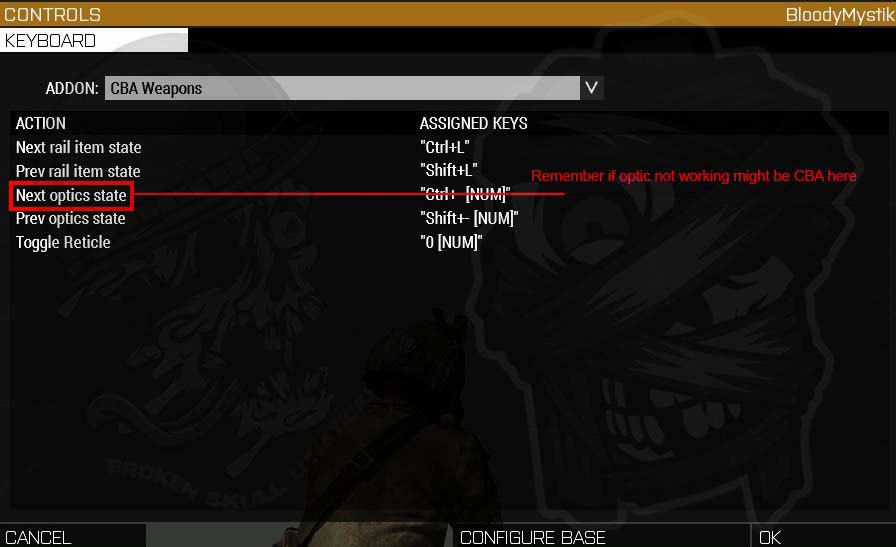 CONTROLS
BloodyMystik
KEYBOARD
ADDON: CBA Weapons
ACTION ASSIGNED KEYS
Next rail item state "Ctrl+L"
Prev rail item state "Shift+L"
Remember if optic not working might be CBA here
Next optics state "Ctrl+- [NUM]"
Prev optics state "Shift+- [NUM]"
Toggle Reticle "0 [NUM]"
BROKEN SKULL
CANCEL CONFIGURE BASE OK